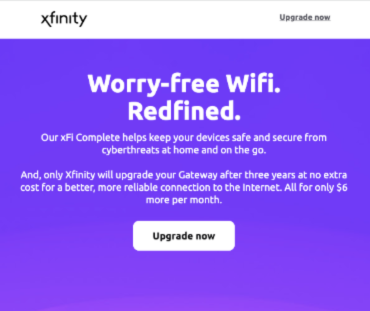 xfinity
Upgrade now
Worry-free Wifi.
Redfined.
Our xFi Complete helps keep your devices safe and secure from
cyberthreats at home and on the go.
And, only Xfinity will upgrade your Gateway after three years at no extra
cost for a better, more reliable connection to the Internet. All for only $6
more per month.
Upgrade now